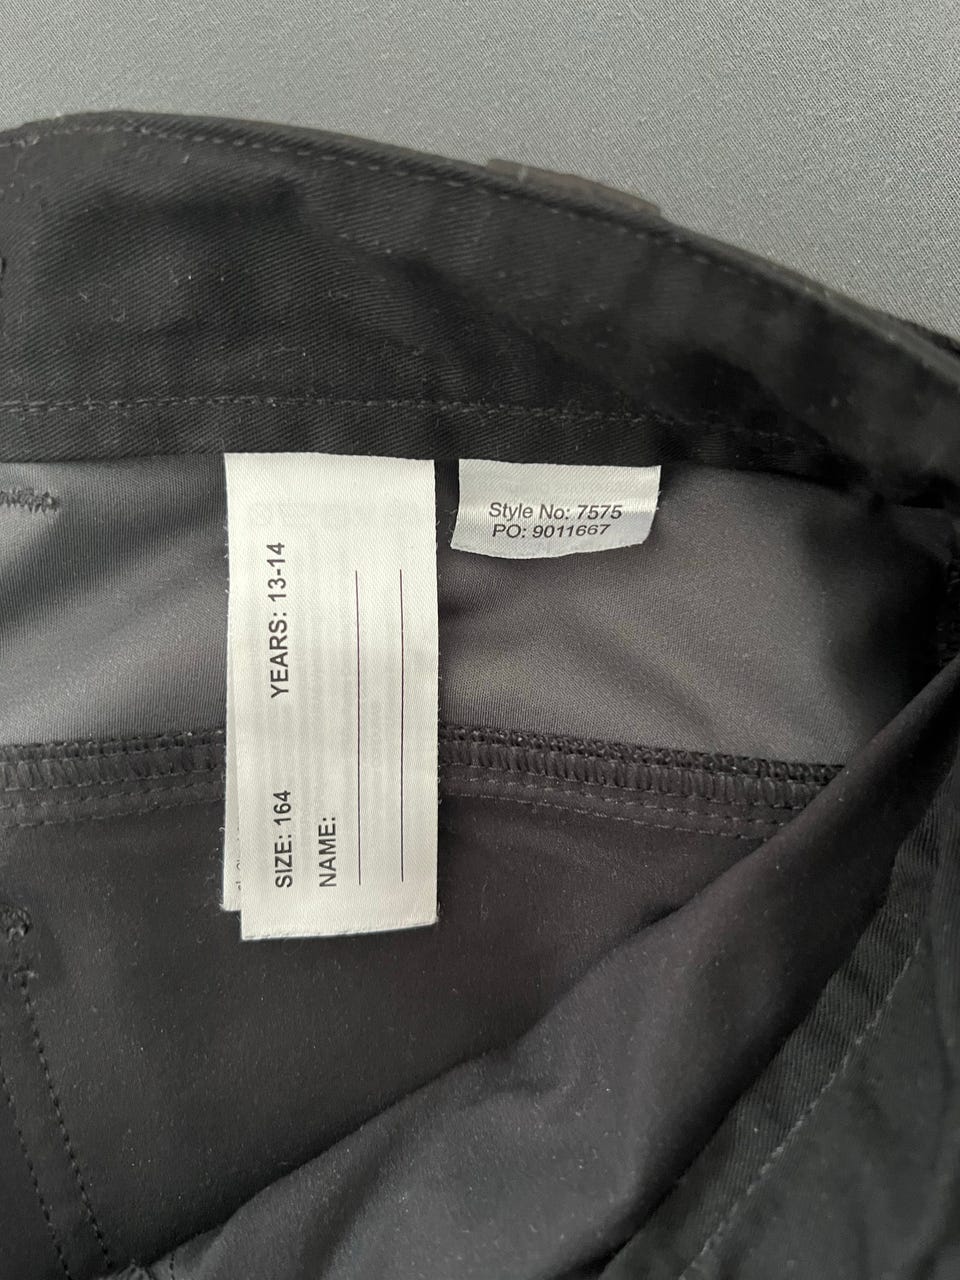 SIZE: 164 YEARS: 13-14
NAME:
Style No: 7575
PO: 9011667